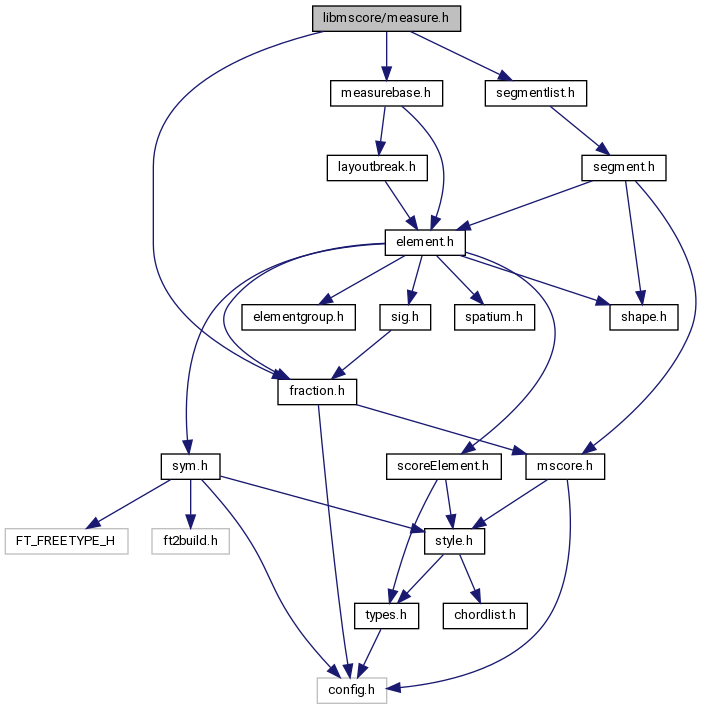 libmscore/measure.h
measurebase.h
segmentlist.h
layoutbreak.h
segment.h
element.h
elementgroup.h
sig.h
spatium.h
shape.h
fraction.h
sym.h
scoreElement.h
mscore.h
FT_FREETYPE_H
ft2build.h
style.h
types.h
chordlist.h
config.h